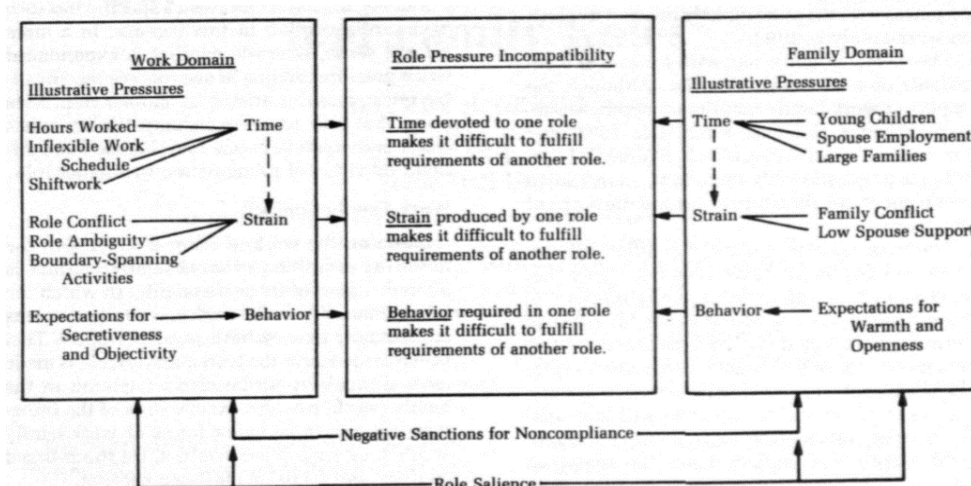 Work Domain
Illustrative Pressures
Hours Worked
Inflexible Work
Schedule
Shiftwork
Time
Role Conflict
Role Ambiguity
Boundary-Spanning
Activities
Strain
Expectations for
Secretiveness
and Objectivity
Behavior
Role Pressure Incompatibility
Time devoted to one role
makes it difficult to fulfill
requirements of another role.
Strain produced by one role
makes it difficult to fulfill
requirements of another role.
Behavior required in one role
makes it difficult to fulfill
requirements of another role.
Family Domain
Illustrative Pressures
Time
Young Children
Spouse Employment
Large Families
Strain
Family Conflict
Low Spouse Support
Behavior
Expectations for
Warmth and
Openness
Negative Sanctions for Noncompliance
Role Salience